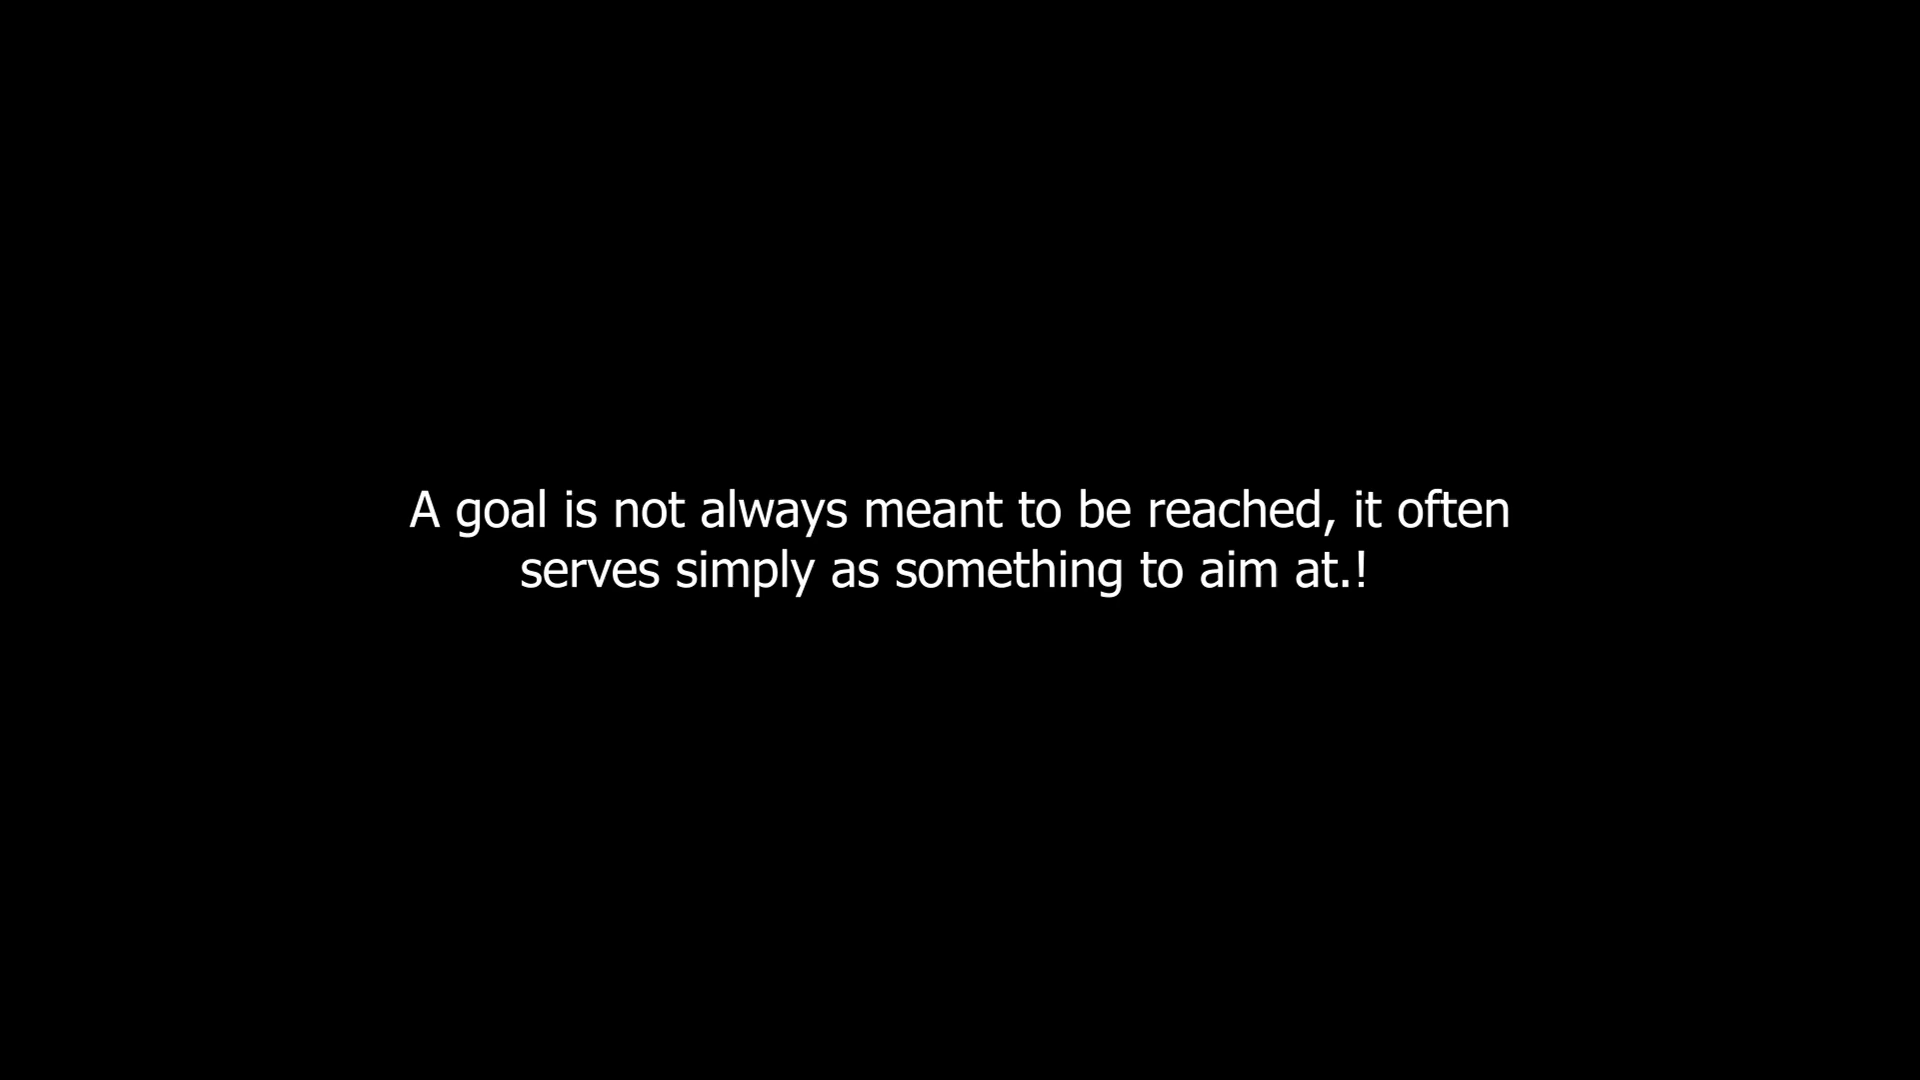 A goal is not always meant to be reached, it often
serves simply as something to aim at.!